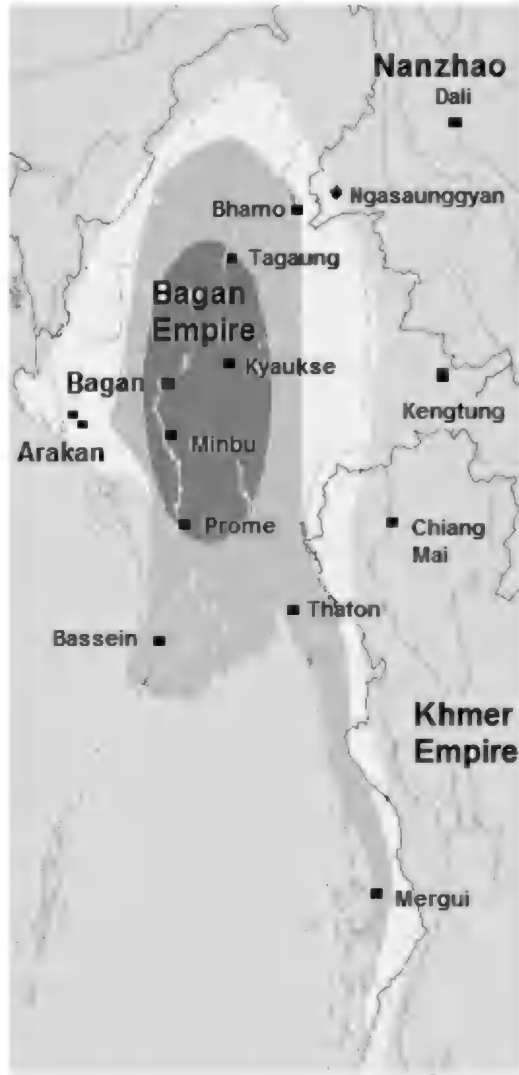 Nanzhao
Dali
Ngasaunggyan
Bhamo
Tagaung
Bagan
Empire
Kyaukse
Bagan
Kengtung
Arakan
Minbu
Prome
Chiang
Mai
Thaton
Bassein
Khmer
Empire
Mergui